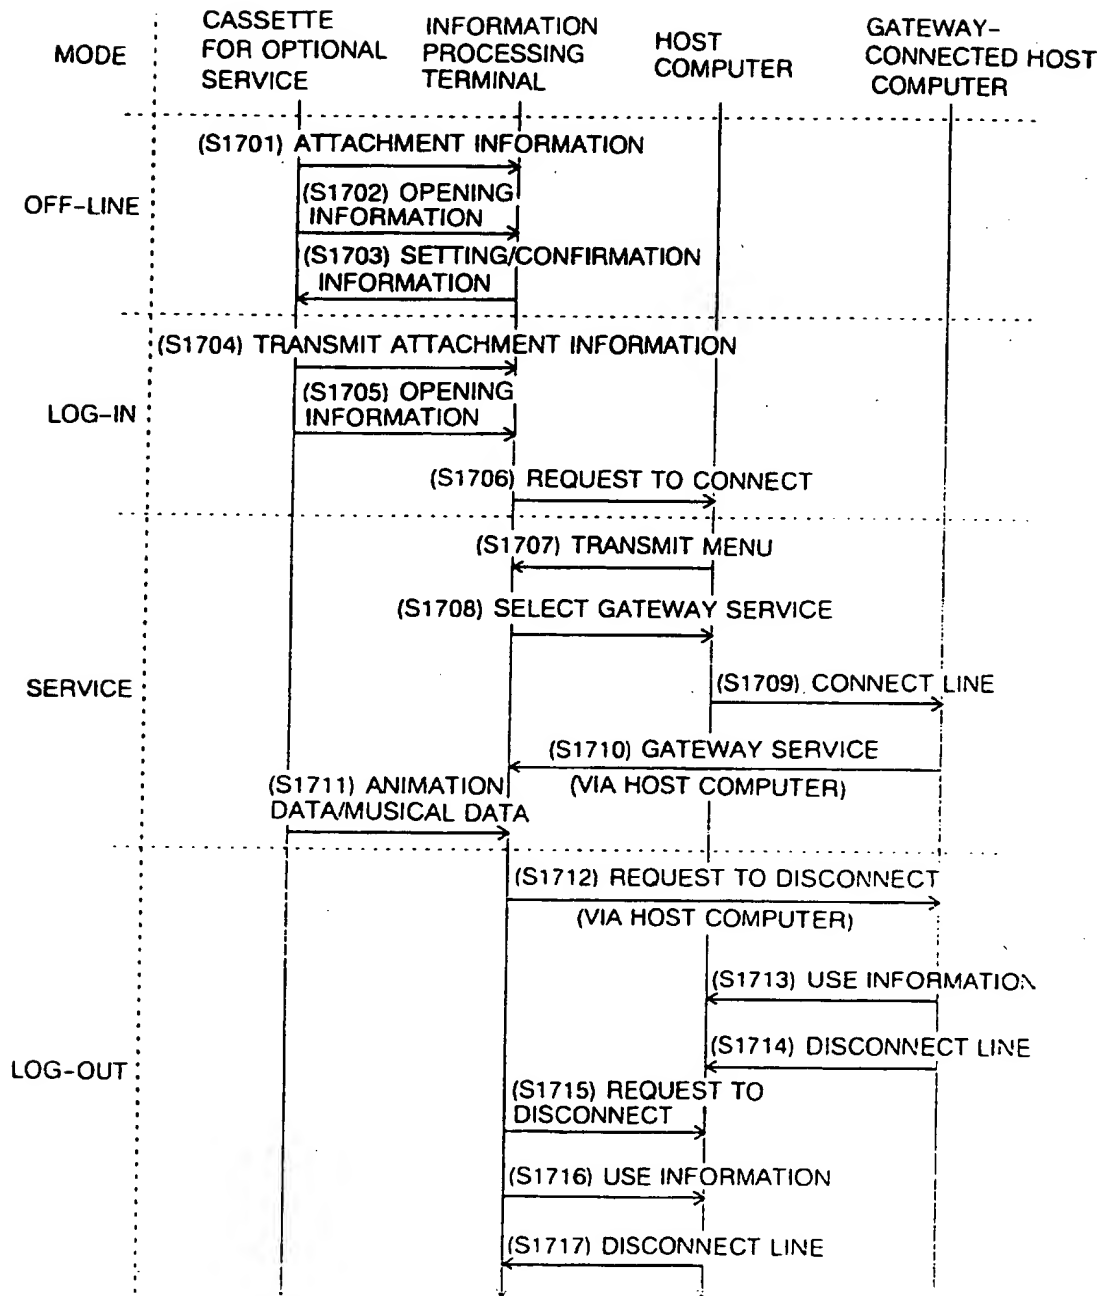 MODE
CASSETTE
FOR OPTIONAL
SERVICE
INFORMATION
PROCESSING
TERMINAL
HOST
COMPUTER
GATEWAY-
CONNECTED HOST
COMPUTER
OFF-LINE
(S1701) ATTACHMENT INFORMATION
(S1702) OPENING
INFORMATION
(S1703) SETTING/CONFIRMATION
INFORMATION
LOG-IN
(S1704) TRANSMIT ATTACHMENT INFORMATION
(S1705) OPENING
INFORMATION
(S1706) REQUEST TO CONNECT
SERVICE
(S1707) TRANSMIT MENU
(S1708) SELECT GATEWAY SERVICE
(S1709) CONNECT LINE
(S1710) GATEWAY SERVICE
(VIA HOST COMPUTER)
(S1711) ANIMATION
DATA/MUSICAL DATA
LOG-OUT
(S1712) REQUEST TO DISCONNECT
(VIA HOST COMPUTER)
(S1713) USE INFORMATION
(S1714) DISCONNECT LINE
(S1715) REQUEST TO
DISCONNECT
(S1716) USE INFORMATION
(S1717) DISCONNECT LINE